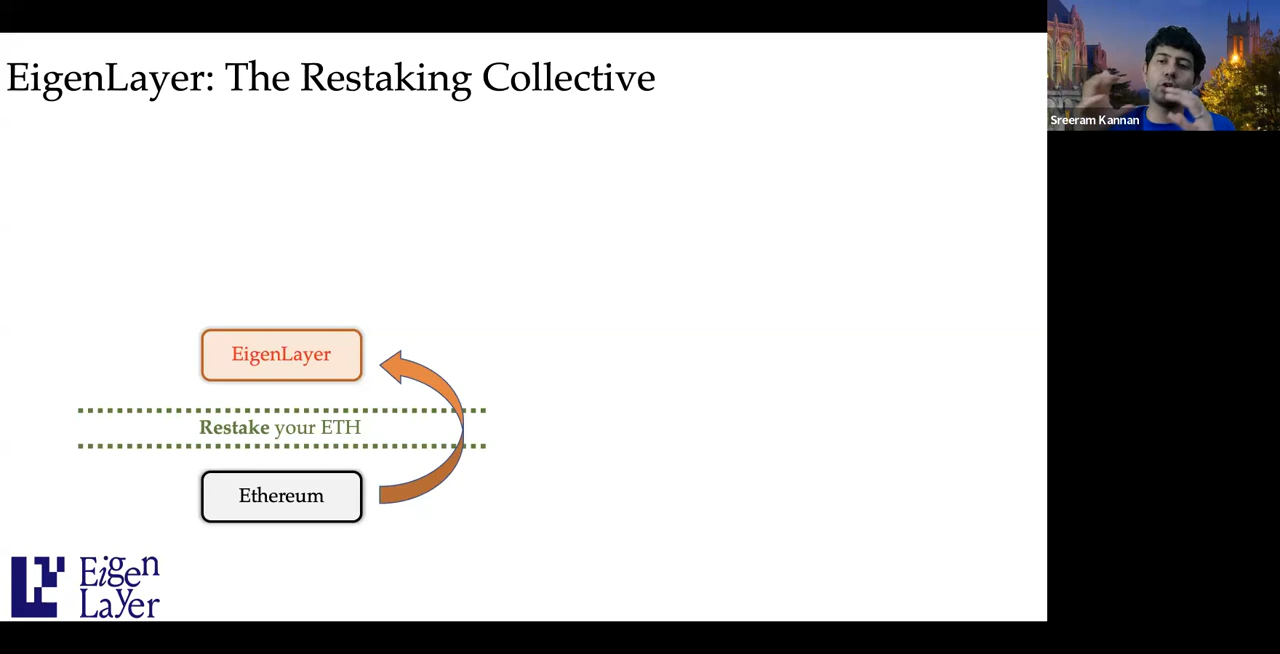 EigenLayer: The Restaking Collective
Sreeram Kannan
EigenLayer
Restake your ETH
Ethereum
Eigen
Layer